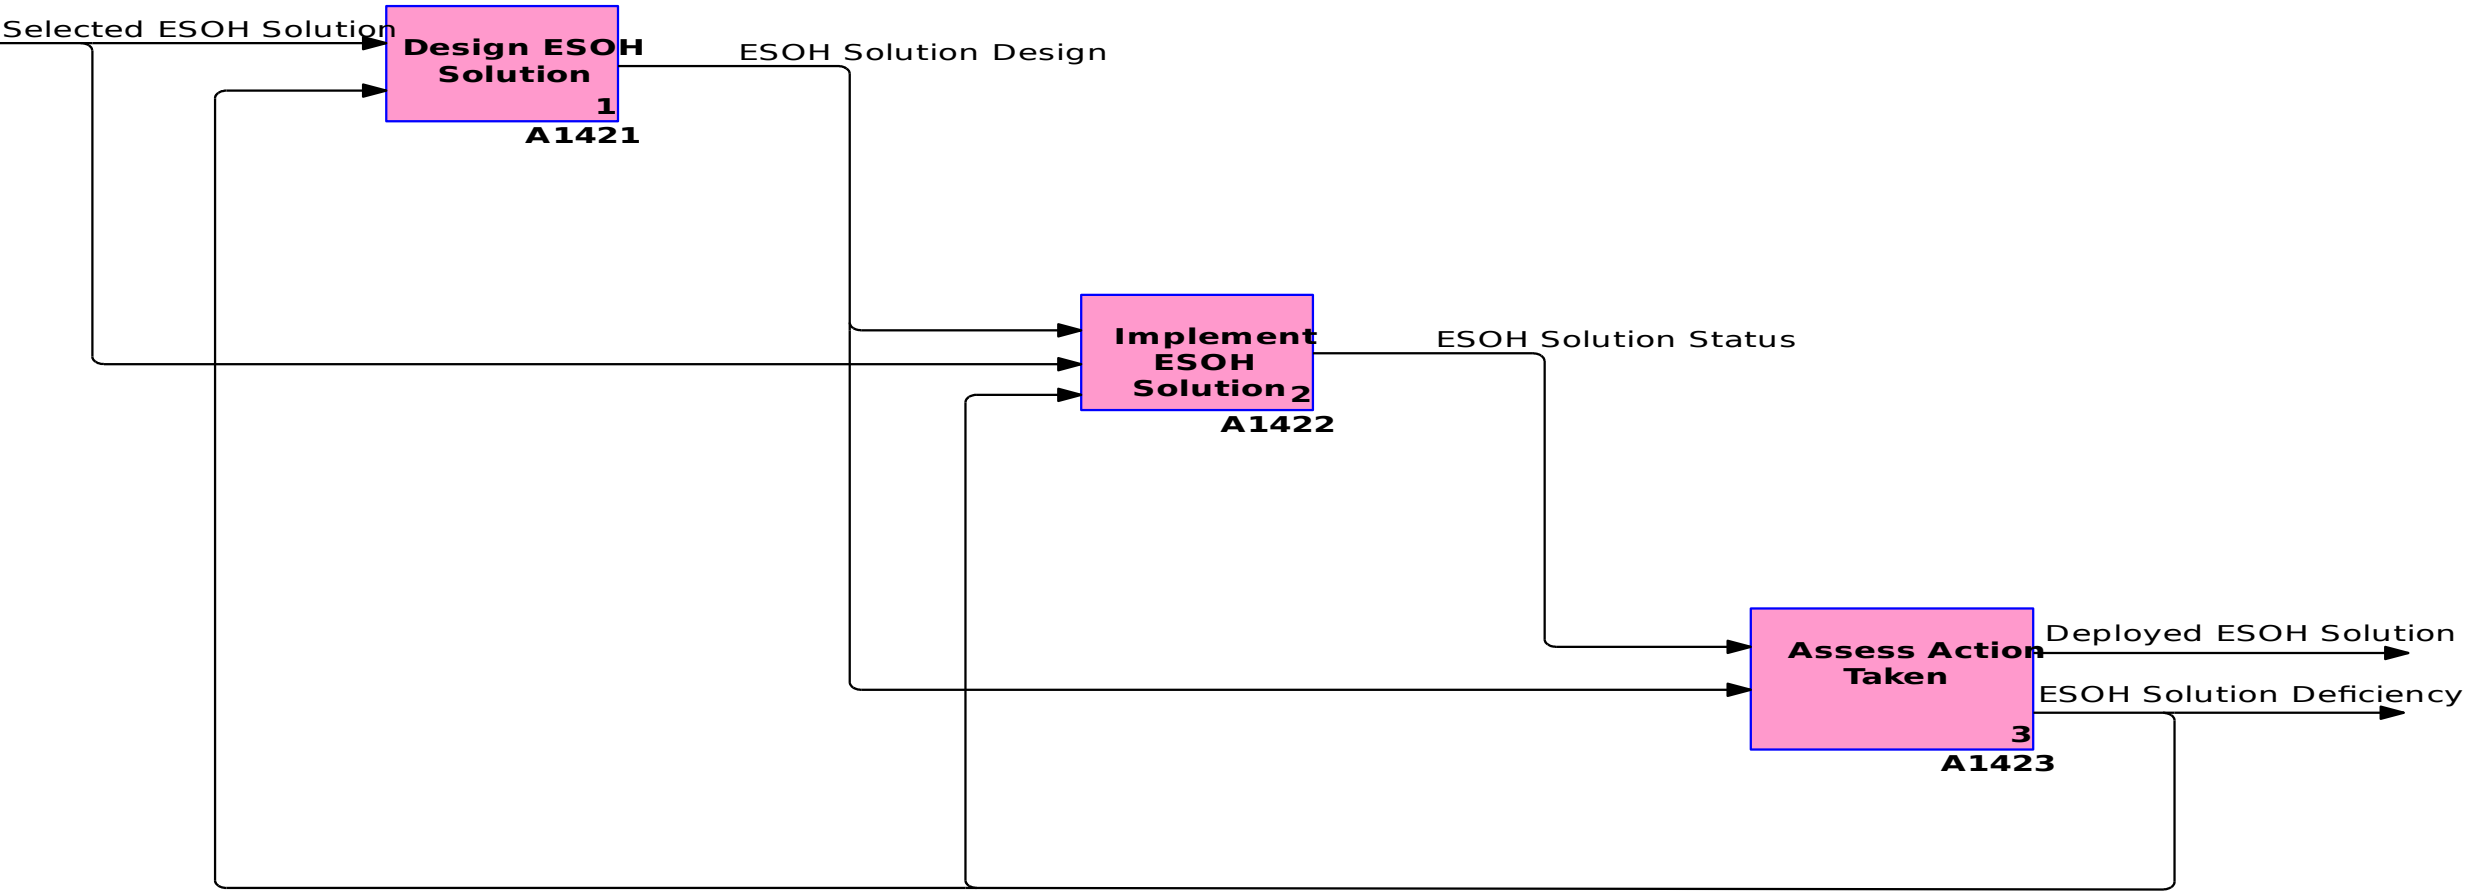 Selected ESOH Solution
Design ESOH
Solution
1
A1421
ESOH Solution Design
Implement
ESOH
Solution
2
A1422
ESOH Solution Status
Assess Action
Taken
3
A1423
Deployed ESOH Solution
ESOH Solution Deficiency